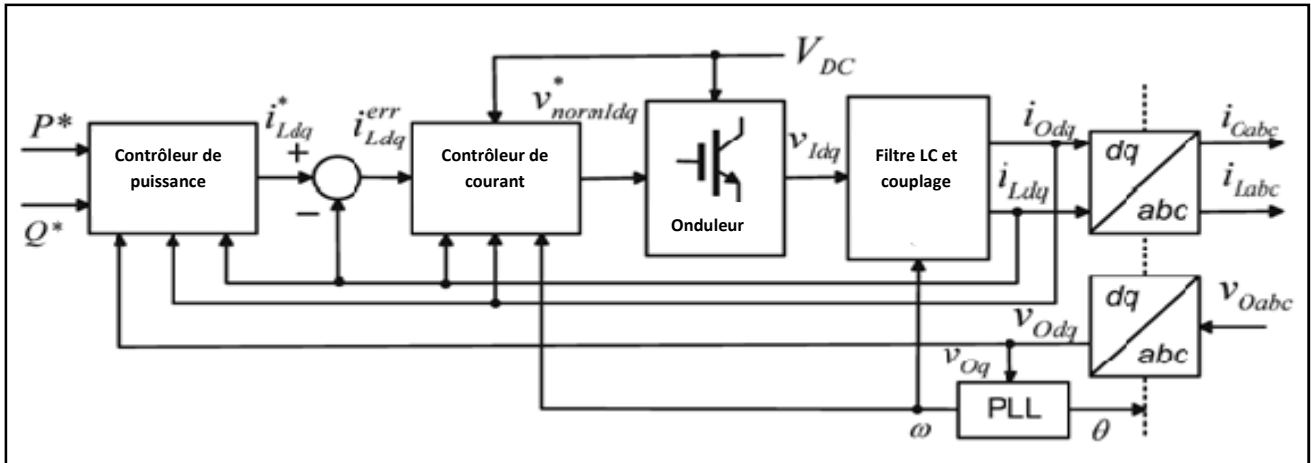 V_DC
P*
Q*
Contrôleur de
puissance
i*_Ldq
+
−
i^err_Ldq
Contrôleur de
courant
v*_normIdq
Onduleur
v_Idq
Filtre LC et
couplage
i_Odq
i_Ldq
dq
abc
i_Oabc
i_Labc
dq
abc
v_Oabc
v_Odq
v_Oq
PLL
ω
θ